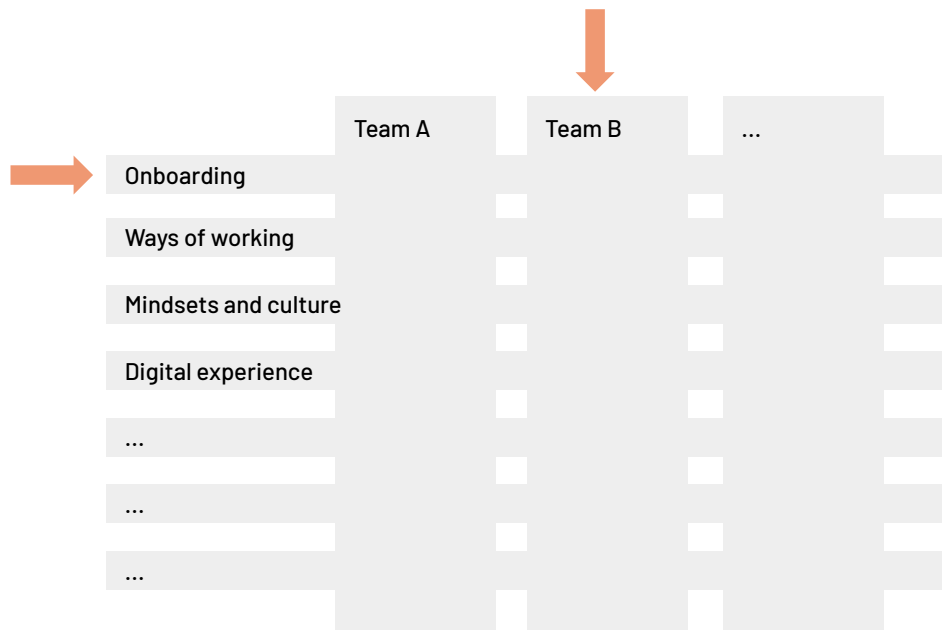 Team A
Team B
...
Onboarding
Ways of working
Mindsets and culture
Digital experience
...
...
...